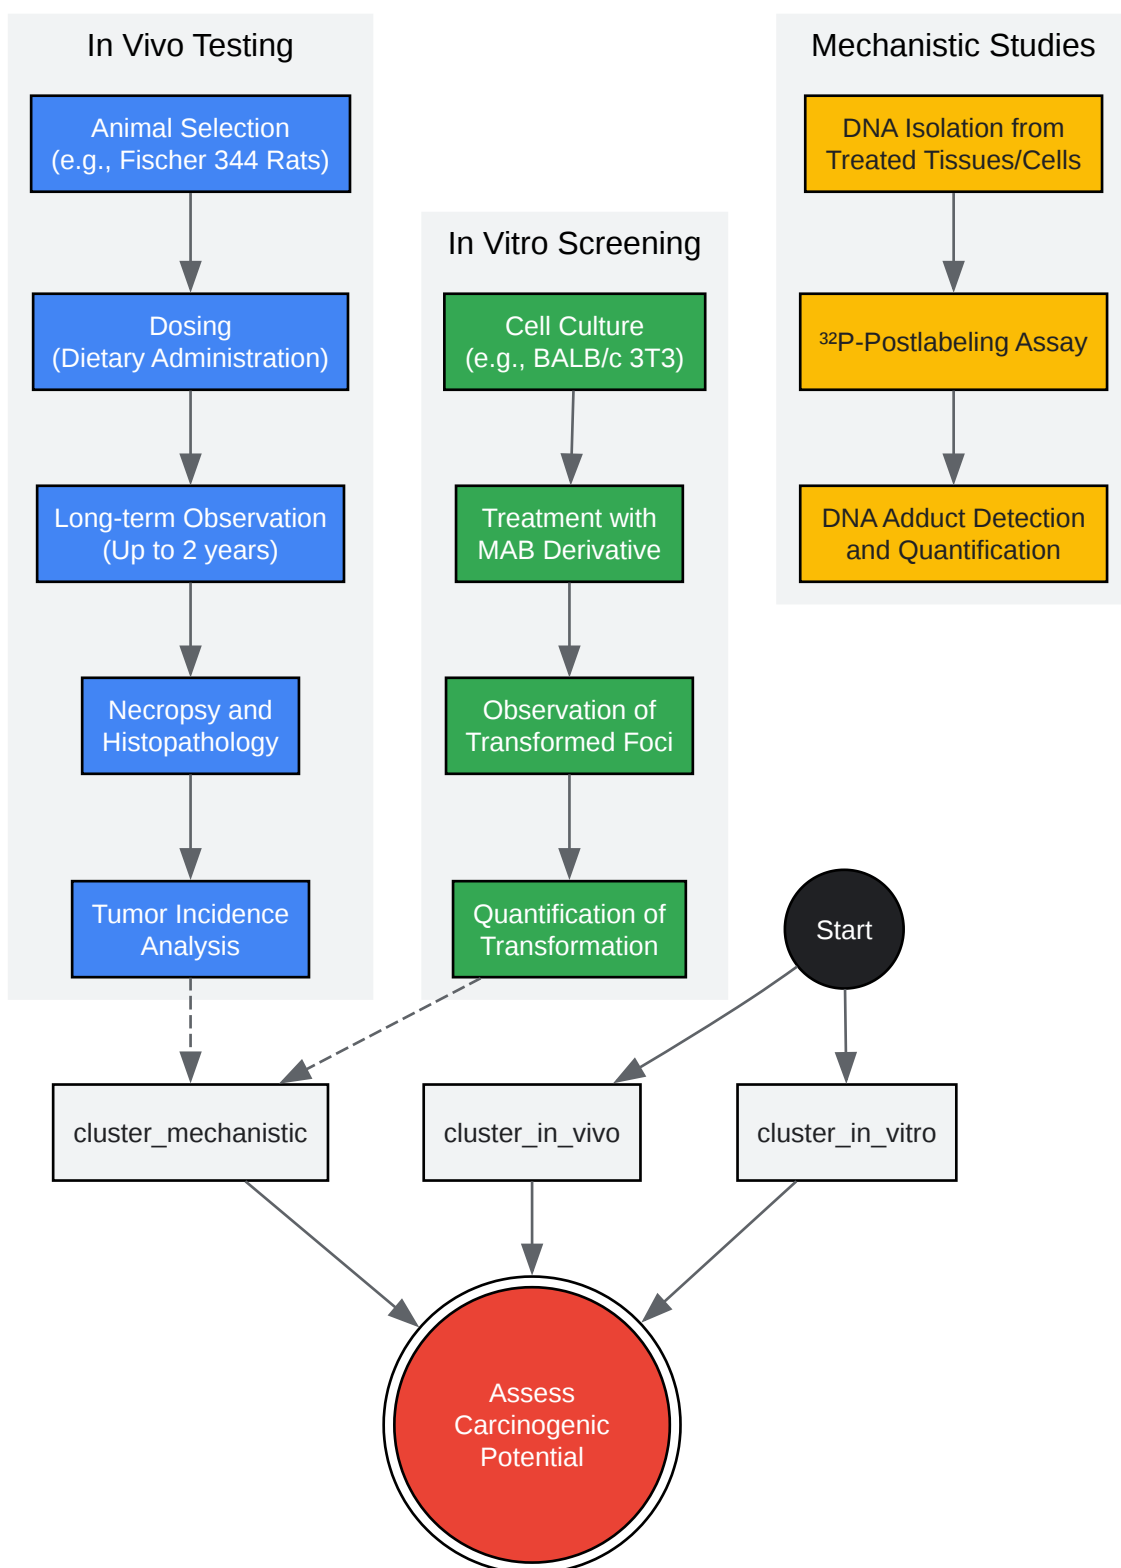 In Vivo Testing
Animal Selection
(e.g., Fischer 344 Rats)
Dosing
(Dietary Administration)
Long-term Observation
(Up to 2 years)
Necropsy and
Histopathology
Tumor Incidence
Analysis
In Vitro Screening
Cell Culture
(e.g., BALB/c 3T3)
Treatment with
MAB Derivative
Observation of
Transformed Foci
Quantification of
Transformation
Mechanistic Studies
DNA Isolation from
Treated Tissues/Cells
³²P-Postlabeling Assay
DNA Adduct Detection
and Quantification
Start
cluster_mechanistic
cluster_in_vivo
cluster_in_vitro
Assess
Carcinogenic
Potential